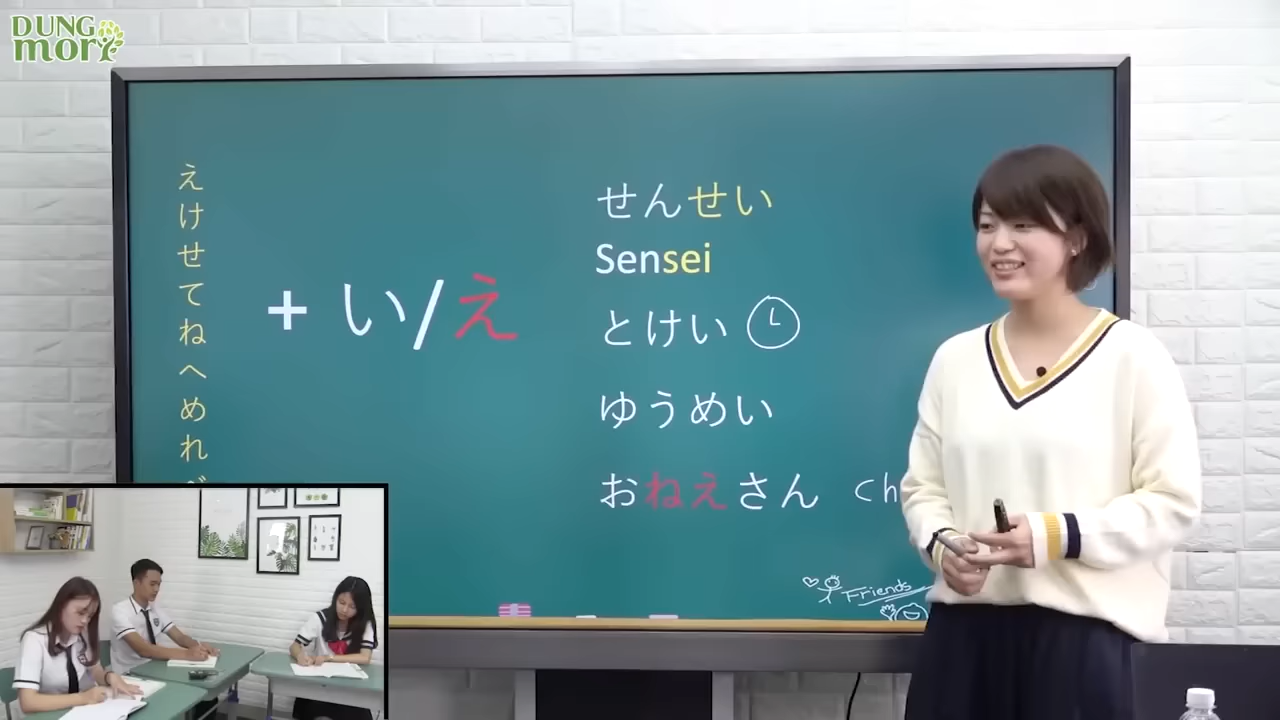 DUNG
mori
えけせてねへめれ
+ い/え
せんせい
Sensei
とけい
ゆうめい
おねえさん
Friends